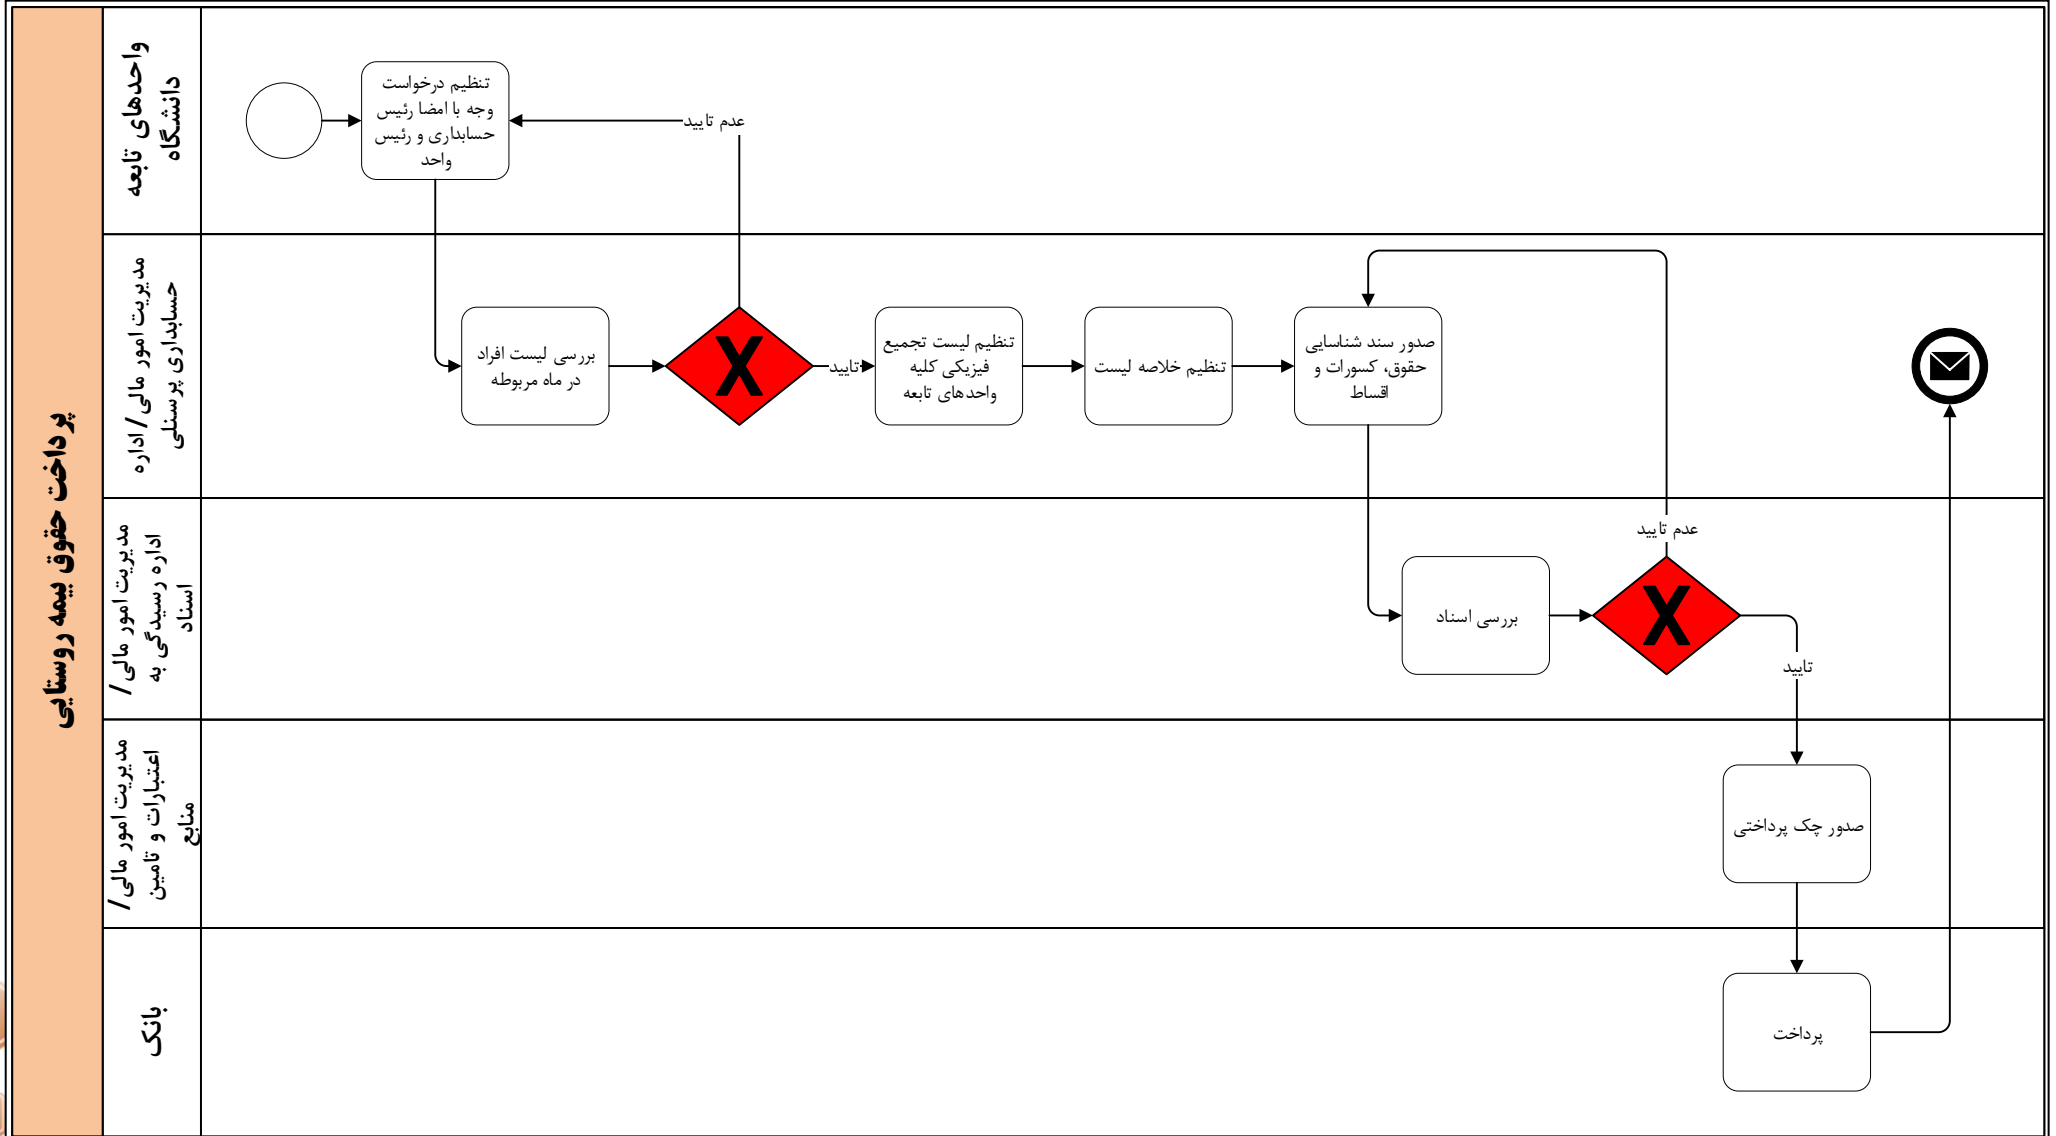 پرداخت حقوق بیمه روستایی
واحدهای تابعه
دانشگاه
تنظیم درخواست
وجه با امضا رئیس
حسابداری و رئیس
واحد
عدم تایید
مدیریت امور مالی/اداره
حسابداری پرسنلی
بررسی لیست افراد
در ماه مربوطه
X
تایید
تنظیم لیست تجمیع
فیزیکی کلیه
واحدهای تابعه
تنظیم خلاصه لیست
صدور سند شناسایی
حقوق، کسورات و
اقساط
مدیریت امور مالی/
اداره رسیدگی به
اسناد
بررسی اسناد
X
عدم تایید
تایید
مدیریت امور مالی/
اعتبارات و تامین
منابع
صدور چک پرداختی
بانک
پرداخت